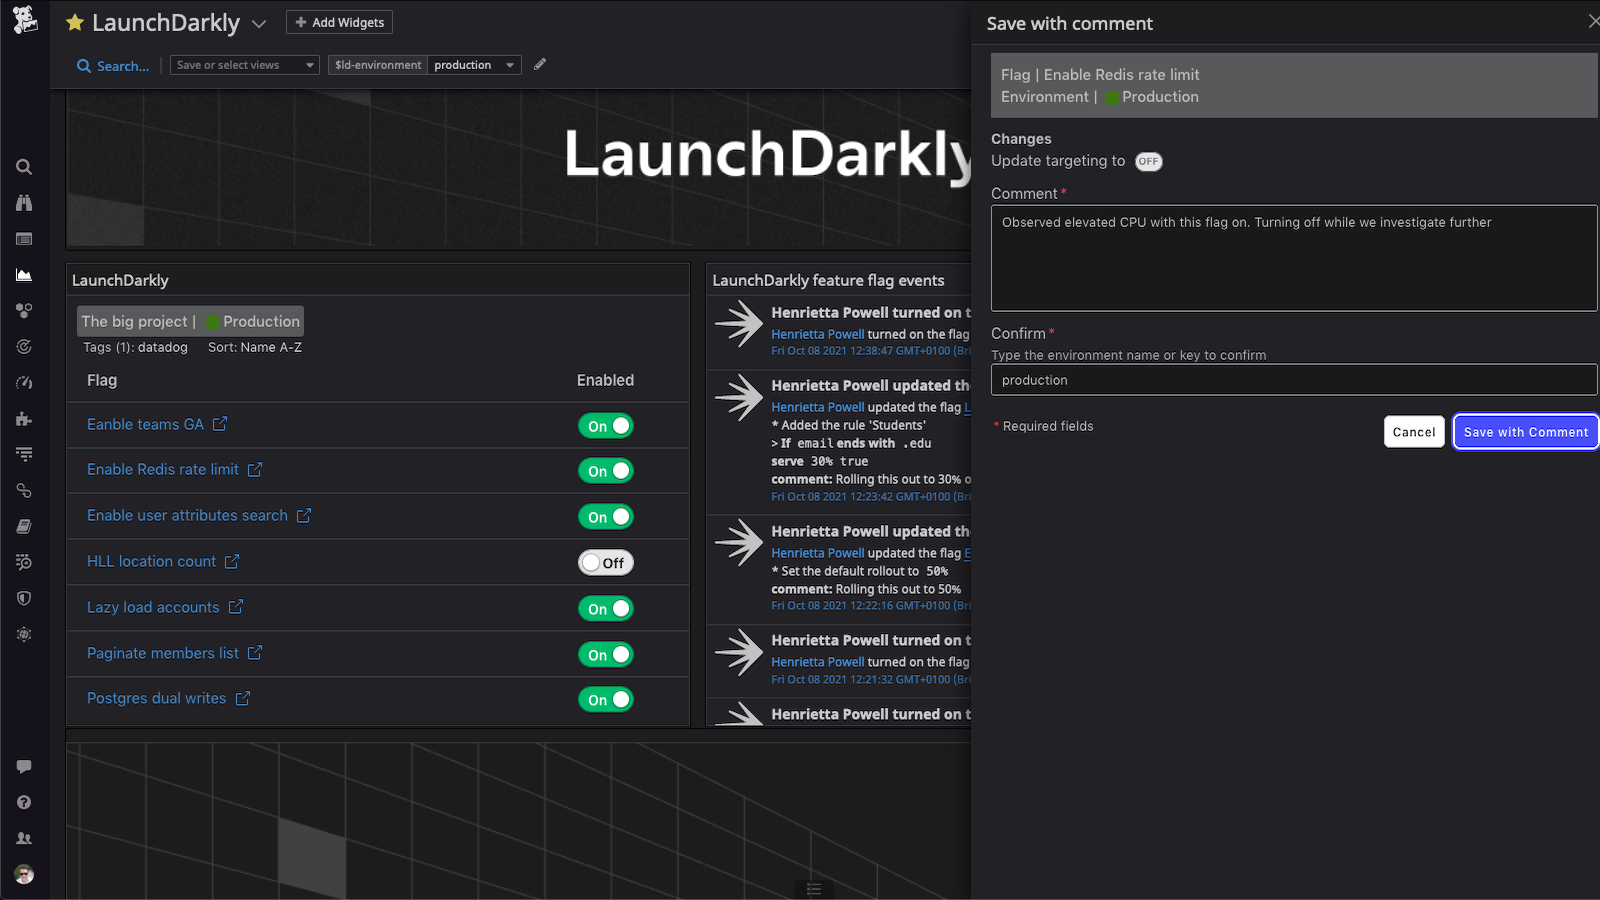 LaunchDarkly
+ Add Widgets
Search...
Save or select views
$ld-environment
production
LaunchDarkly
LaunchDarkly
The big project | Production
Tags (1): datadog Sort: Name A-Z
Flag Enabled
Eanble teams GA On
Enable Redis rate limit On
Enable user attributes search On
HLL location count Off
Lazy load accounts On
Paginate members list On
Postgres dual writes On
LaunchDarkly feature flag events
Henrietta Powell turned on t
Henrietta Powell turned on the flag
Fri Oct 08 2021 12:38:47 GMT+0100 (Bri
Henrietta Powell updated the
Henrietta Powell updated the flag L
* Added the rule 'Students'
> If email ends with .edu
serve 30% true
comment: Rolling this out to 30% o
Fri Oct 08 2021 12:23:42 GMT+0100 (Bri
Henrietta Powell updated th
Henrietta Powell updated the flag E
* Set the default rollout to 50%
comment: Rolling this out to 50%
Fri Oct 08 2021 12:22:16 GMT+0100 (Bri
Henrietta Powell turned on t
Henrietta Powell turned on the flag
Fri Oct 08 2021 12:21:32 GMT+0100 (Bri
Henrietta Powell turned on t
Save with comment
Flag | Enable Redis rate limit
Environment | Production
Changes
Update targeting to OFF
Comment *
Observed elevated CPU with this flag on. Turning off while we investigate further
Confirm *
Type the environment name or key to confirm
production
* Required fields
Cancel
Save with Comment